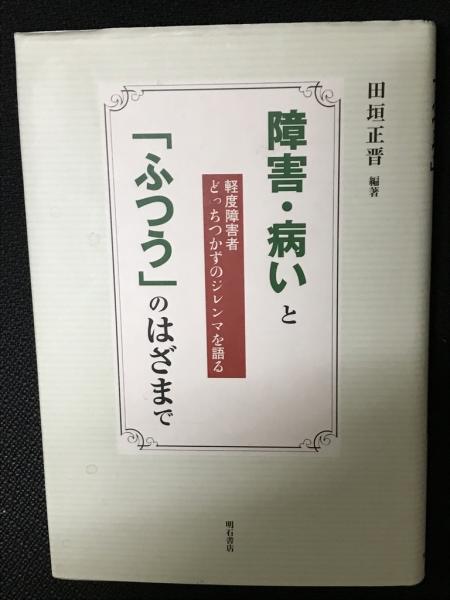 田垣正晋 編著
障害・病いと
「ふつう」のはざまで
軽度障害者
どっちつかずのジレンマを語る
明石書店